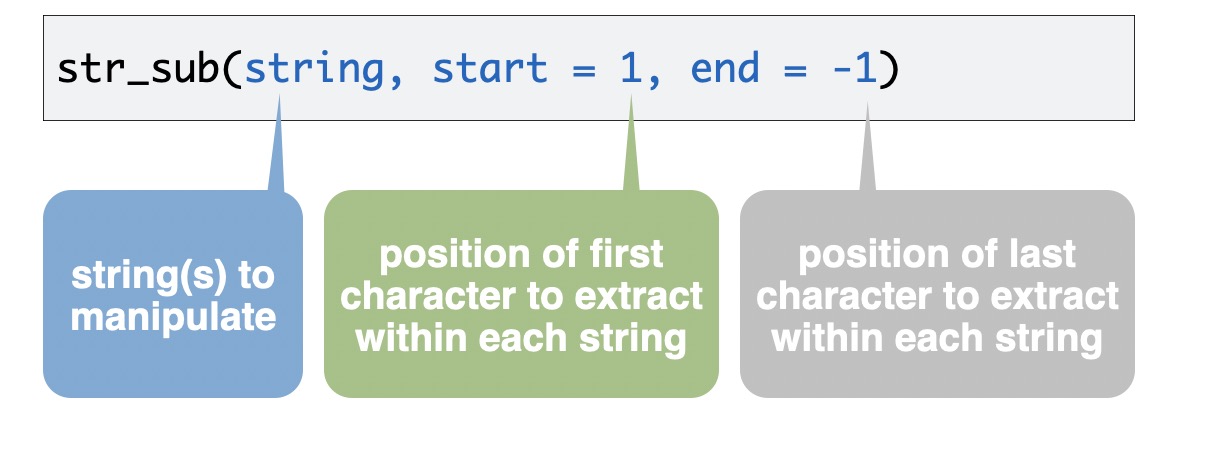 str_sub(string, start = 1, end = -1)
string(s) to
manipulate
position of first
character to extract
within each string
position of last
character to extract
within each string